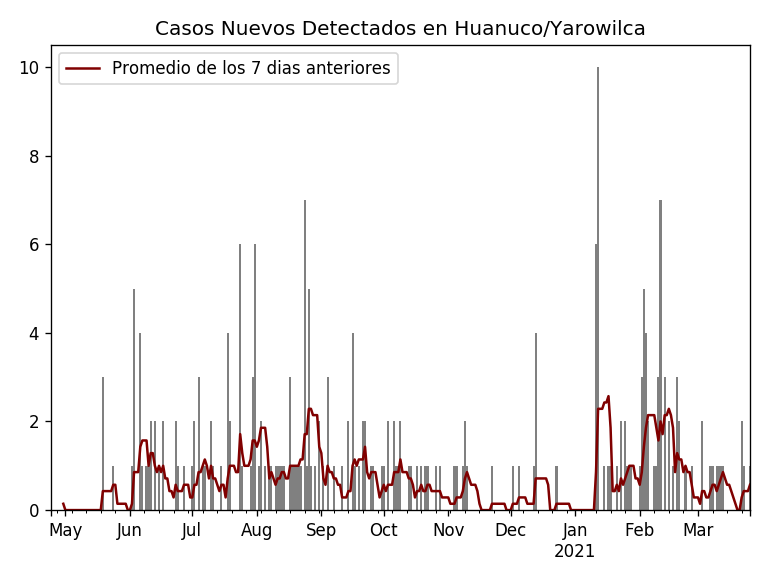 Casos Nuevos Detectados en Huanuco/Yarowilca
Promedio de los 7 dias anteriores
10
8
6
4
2
0
May Jun Jul Aug Sep Oct Nov Dec Jan Feb Mar
2021